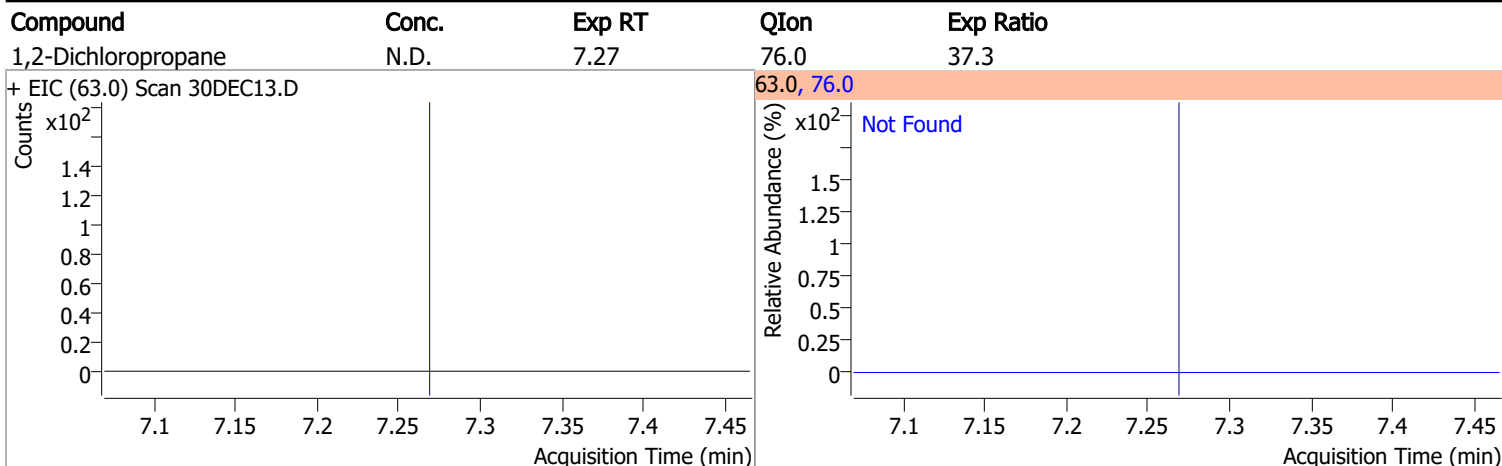 Compound Conc. Exp RT QIon Exp Ratio
1,2-Dichloropropane N.D. 7.27 76.0 37.3
+ EIC (63.0) Scan 30DEC13.D
Counts
x10²
1.4
1.2
1
0.8
0.6
0.4
0.2
0
7.1 7.15 7.2 7.25 7.3 7.35 7.4 7.45
Acquisition Time (min)
63.0, 76.0
Relative Abundance (%)
x10²
Not Found
1.5
1.25
1
0.75
0.5
0.25
0
7.1 7.15 7.2 7.25 7.3 7.35 7.4 7.45
Acquisition Time (min)